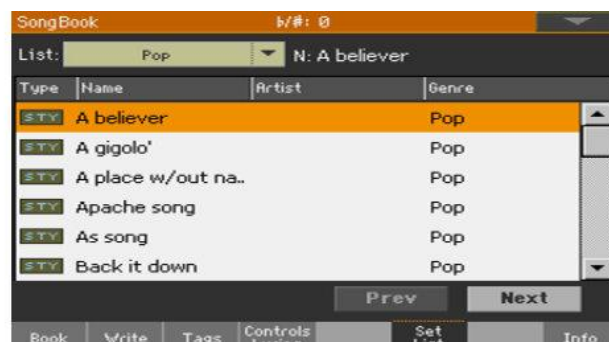 SongBook b/#: 0
List: Pop N: A believer
Type Name Artist Genre
STY A believer Pop
STY A gigolo' Pop
STY A place w/out na.. Pop
STY Apache song Pop
STY As song Pop
STY Back it down Pop
Prev Next
Book Write Tags Controls Set Info